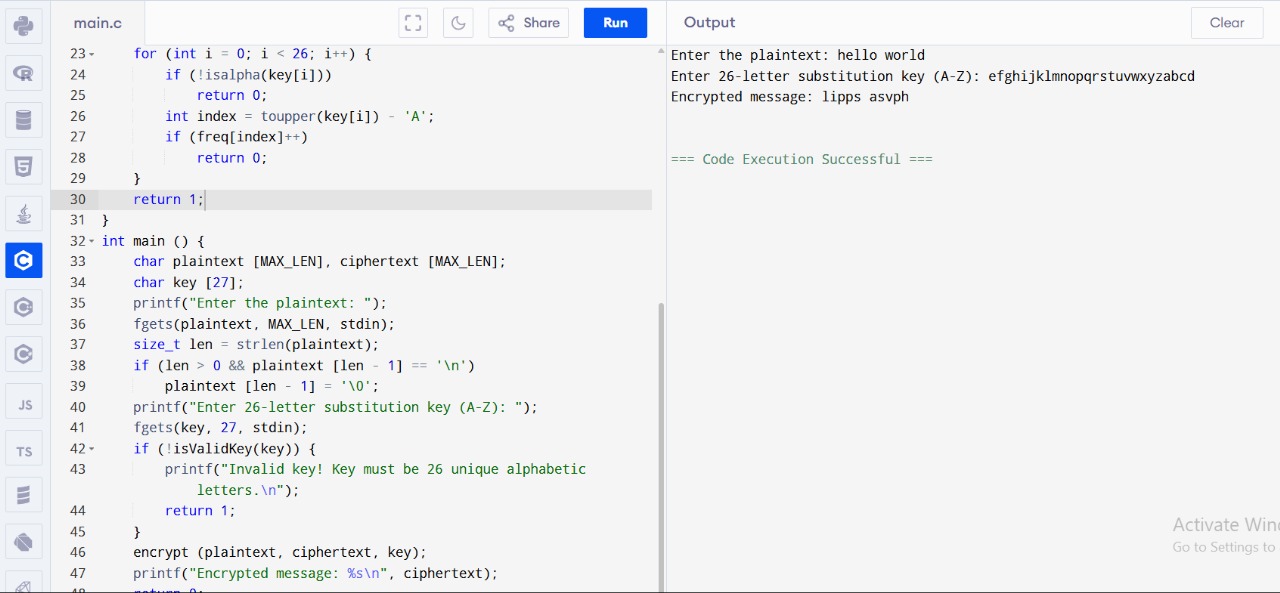 main.c
Share
Run
Output
Clear
23 for (int i = 0; i < 26; i++) {
24 if (!isalpha(key[i]))
25 return 0;
26 int index = toupper(key[i]) - 'A';
27 if (freq[index]++)
28 return 0;
29 }
30 return 1;
31 }
32 int main () {
33 char plaintext [MAX_LEN], ciphertext [MAX_LEN];
34 char key [27];
35 printf("Enter the plaintext: ");
36 fgets(plaintext, MAX_LEN, stdin);
37 size_t len = strlen(plaintext);
38 if (len > 0 && plaintext [len - 1] == '\n')
39 plaintext [len - 1] = '\0';
40 printf("Enter 26-letter substitution key (A-Z): ");
41 fgets(key, 27, stdin);
42 if (!isValidKey(key)) {
43 printf("Invalid key! Key must be 26 unique alphabetic
letters.\n");
44 return 1;
45 }
46 encrypt (plaintext, ciphertext, key);
47 printf("Encrypted message: %s\n", ciphertext);
48 return 0;
Enter the plaintext: hello world
Enter 26-letter substitution key (A-Z): efghijklmnopqrstuvwxyzabcd
Encrypted message: lipps asvph
=== Code Execution Successful ===
JS
TS
Activate Win
Go to Settings to